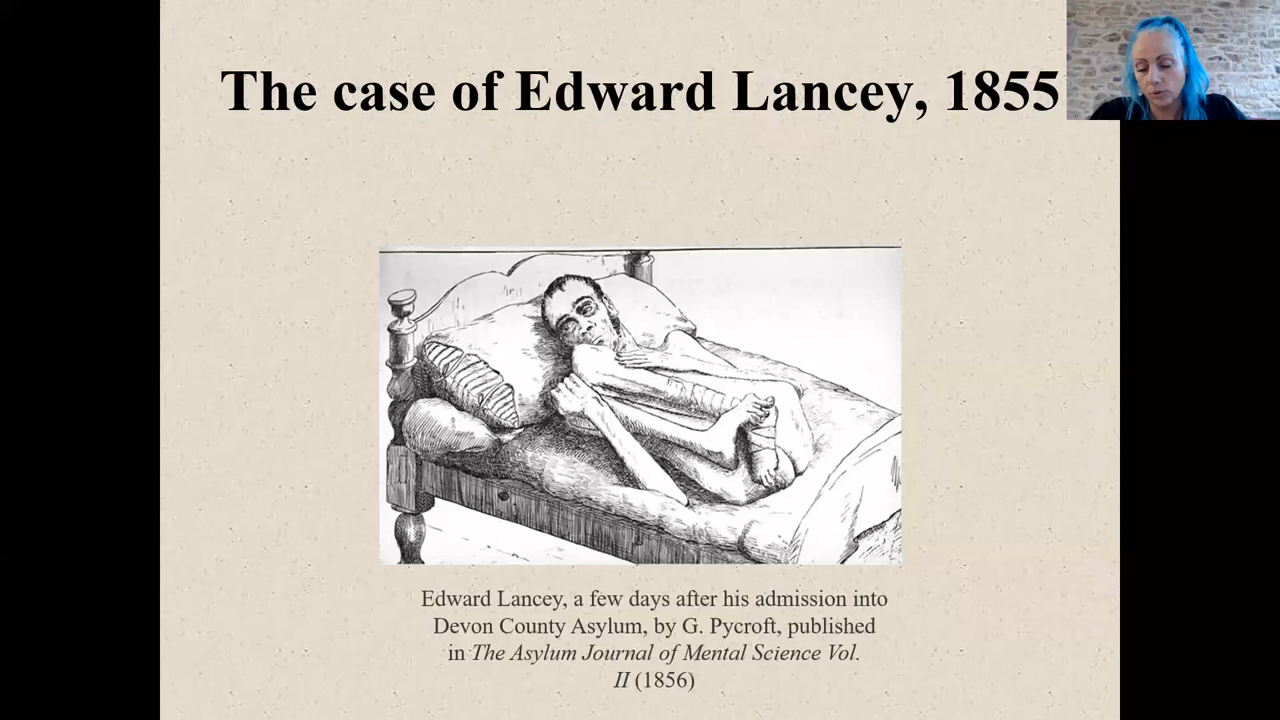 The case of Edward Lancey, 1855
Edward Lancey, a few days after his admission into
Devon County Asylum, by G. Pycroft, published
in The Asylum Journal of Mental Science Vol.
II (1856)